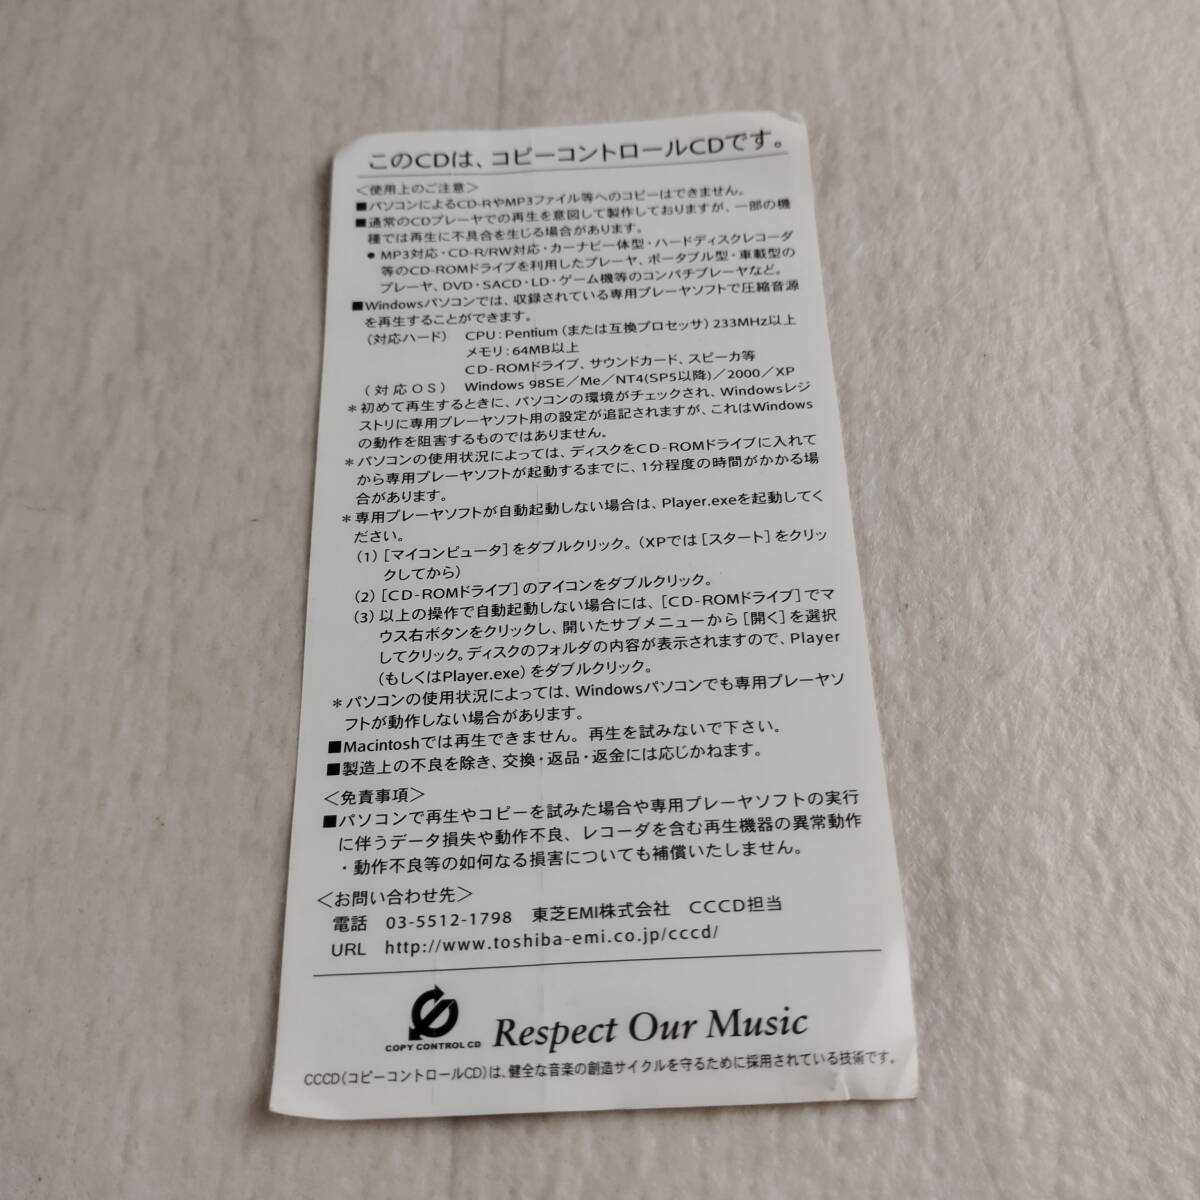 このCDは、コピーコントロールCDです。
＜使用上のご注意＞
■パソコンによるCD-RやMP3ファイル等へのコピーはできません。
■通常のCDプレーヤでの再生を意図して製作しておりますが、一部の機
種では再生に不具合を生じる場合があります。
● MP3対応・CD-R/RW対応・カーナビ一体型・ハードディスクレコーダ
等のCD-ROMドライブを利用したプレーヤ、ポータブル型・車載型の
プレーヤ、DVD・SACD・LD・ゲーム機等のコンパチプレーヤなど。
■Windowsパソコンでは、収録されている専用プレーヤソフトで圧縮音源
を再生することができます。
（対応ハード） CPU：Pentium（または互換プロセッサ）233MHz以上
メモリ：64MB以上
CD-ROMドライブ、サウンドカード、スピーカ等
（対応OS） Windows 98SE／Me／NT4(SP5以降)／2000／XP
＊初めて再生するときに、パソコンの環境がチェックされ、Windowsレジ
ストリに専用プレーヤソフト用の設定が追記されますが、これはWindows
の動作を阻害するものではありません。
＊パソコンの使用状況によっては、ディスクをCD-ROMドライブに入れて
から専用プレーヤソフトが起動するまでに、1分程度の時間がかかる場
合があります。
＊専用プレーヤソフトが自動起動しない場合は、Player.exeを起動してく
ださい。
（1）［マイコンピュータ］をダブルクリック。（XPでは［スタート］をクリッ
クしてから）
（2）［CD-ROMドライブ］のアイコンをダブルクリック。
（3）以上の操作で自動起動しない場合には、［CD-ROMドライブ］でマ
ウス右ボタンをクリックし、開いたサブメニューから［開く］を選択
してクリック。ディスクのフォルダの内容が表示されますので、Player
（もしくはPlayer.exe）をダブルクリック。
＊パソコンの使用状況によっては、Windowsパソコンでも専用プレーヤソ
フトが動作しない場合があります。
■Macintoshでは再生できません。再生を試みないで下さい。
■製造上の不良を除き、交換・返品・返金には応じかねます。
＜免責事項＞
■パソコンで再生やコピーを試みた場合や専用プレーヤソフトの実行
に伴うデータ損失や動作不良、レコーダを含む再生機器の異常動作
・動作不良等の如何なる損害についても補償いたしません。
＜お問い合わせ先＞
電話 03-5512-1798 東芝EMI株式会社 CCCD担当
URL http://www.toshiba-emi.co.jp/cccd/
COPY CONTROL CD Respect Our Music
CCCD(コピーコントロールCD)は、健全な音楽の創造サイクルを守るために採用されている技術です。